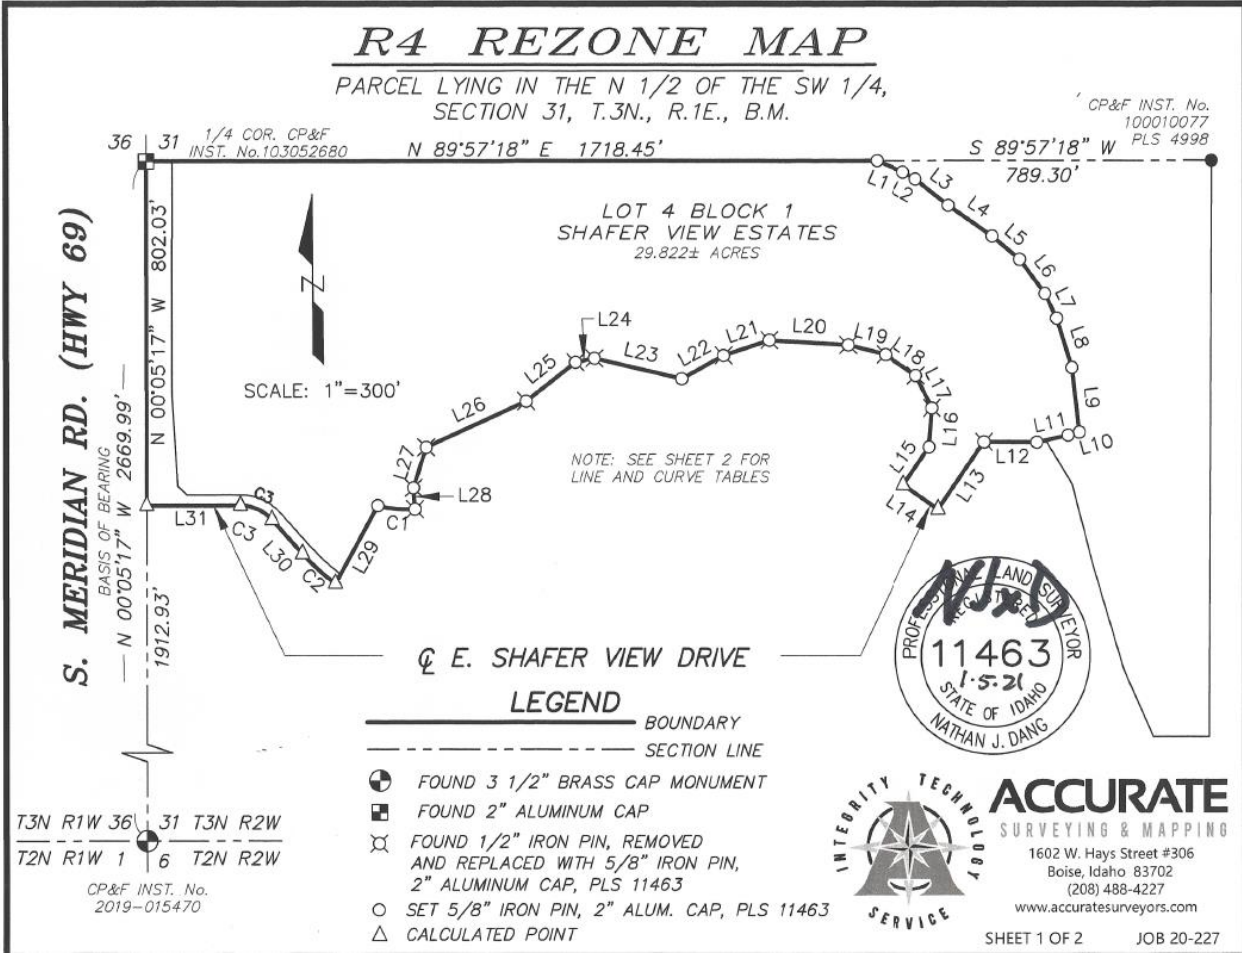 R4 REZONE MAP
PARCEL LYING IN THE N 1/2 OF THE SW 1/4,
SECTION 31, T.3N., R.1E., B.M.
CP&F INST. No.
100010077
PLS 4998
36 31
1/4 COR. CP&F
INST. No.103052680
N 89°57'18" E 1718.45'
S 89°57'18" W
789.30'
L1
L2
L3
L4
L5
L6
L7
L8
L9
L10
L11
L12
L13
L14
L15
L16
L17
L18
L19
L20
L21
L22
L23
L24
L25
L26
L27
L28
C1
L29
C2
L30
C3
C3
L31
LOT 4 BLOCK 1
SHAFER VIEW ESTATES
29.822± ACRES
Z
SCALE: 1"=300'
S. MERIDIAN RD. (HWY 69)
BASIS OF BEARING
N 00°05'17" W 2669.99'
N 00°05'17" W 802.03'
1912.93'
NOTE: SEE SHEET 2 FOR
LINE AND CURVE TABLES
℄ E. SHAFER VIEW DRIVE
PROFESSIONAL LAND SURVEYOR
REGISTERED
11463
1-5-21
STATE OF IDAHO
NATHAN J. DANG
LEGEND
BOUNDARY
SECTION LINE
FOUND 3 1/2" BRASS CAP MONUMENT
FOUND 2" ALUMINUM CAP
FOUND 1/2" IRON PIN, REMOVED
AND REPLACED WITH 5/8" IRON PIN,
2" ALUMINUM CAP, PLS 11463
SET 5/8" IRON PIN, 2" ALUM. CAP, PLS 11463
CALCULATED POINT
T3N R1W 36 31 T3N R2W
T2N R1W 1 6 T2N R2W
CP&F INST. No.
2019-015470
INTEGRITY TECHNOLOGY
SERVICE
A
ACCURATE
SURVEYING & MAPPING
1602 W. Hays Street #306
Boise, Idaho 83702
(208) 488-4227
www.accuratesurveyors.com
SHEET 1 OF 2 JOB 20-227